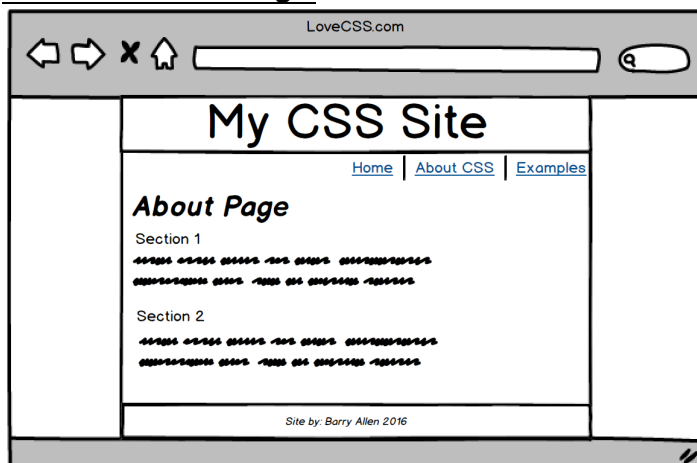 LoveCSS.com
My CSS Site
Home About CSS Examples
About Page
Section 1
Section 2
Site by: Barry Allen 2016